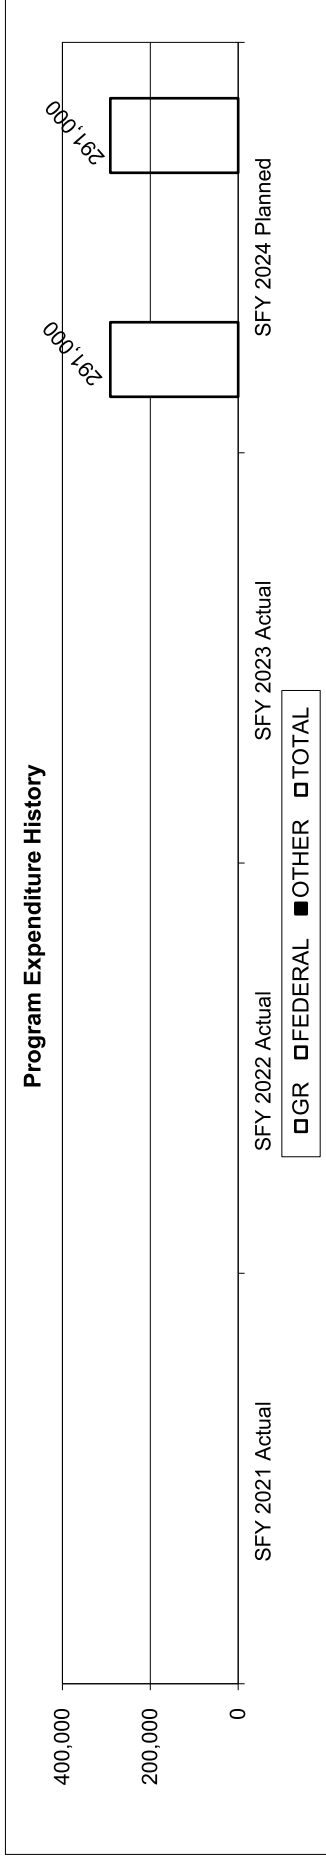 Program Expenditure History
400,000
200,000
0
291,000
291,000
SFY 2021 Actual
SFY 2022 Actual
SFY 2023 Actual
SFY 2024 Planned
GR FEDERAL OTHER TOTAL